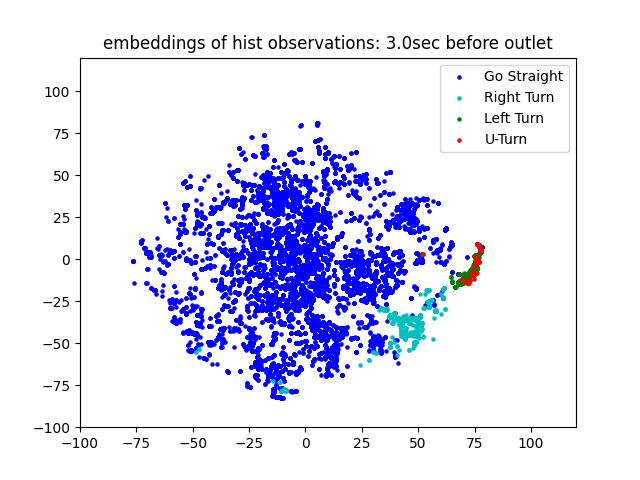 embeddings of hist observations: 3.0sec before outlet
Go Straight
Right Turn
Left Turn
U-Turn
100
75
50
25
0
−25
−50
−75
−100
−100 −75 −50 −25 0 25 50 75 100